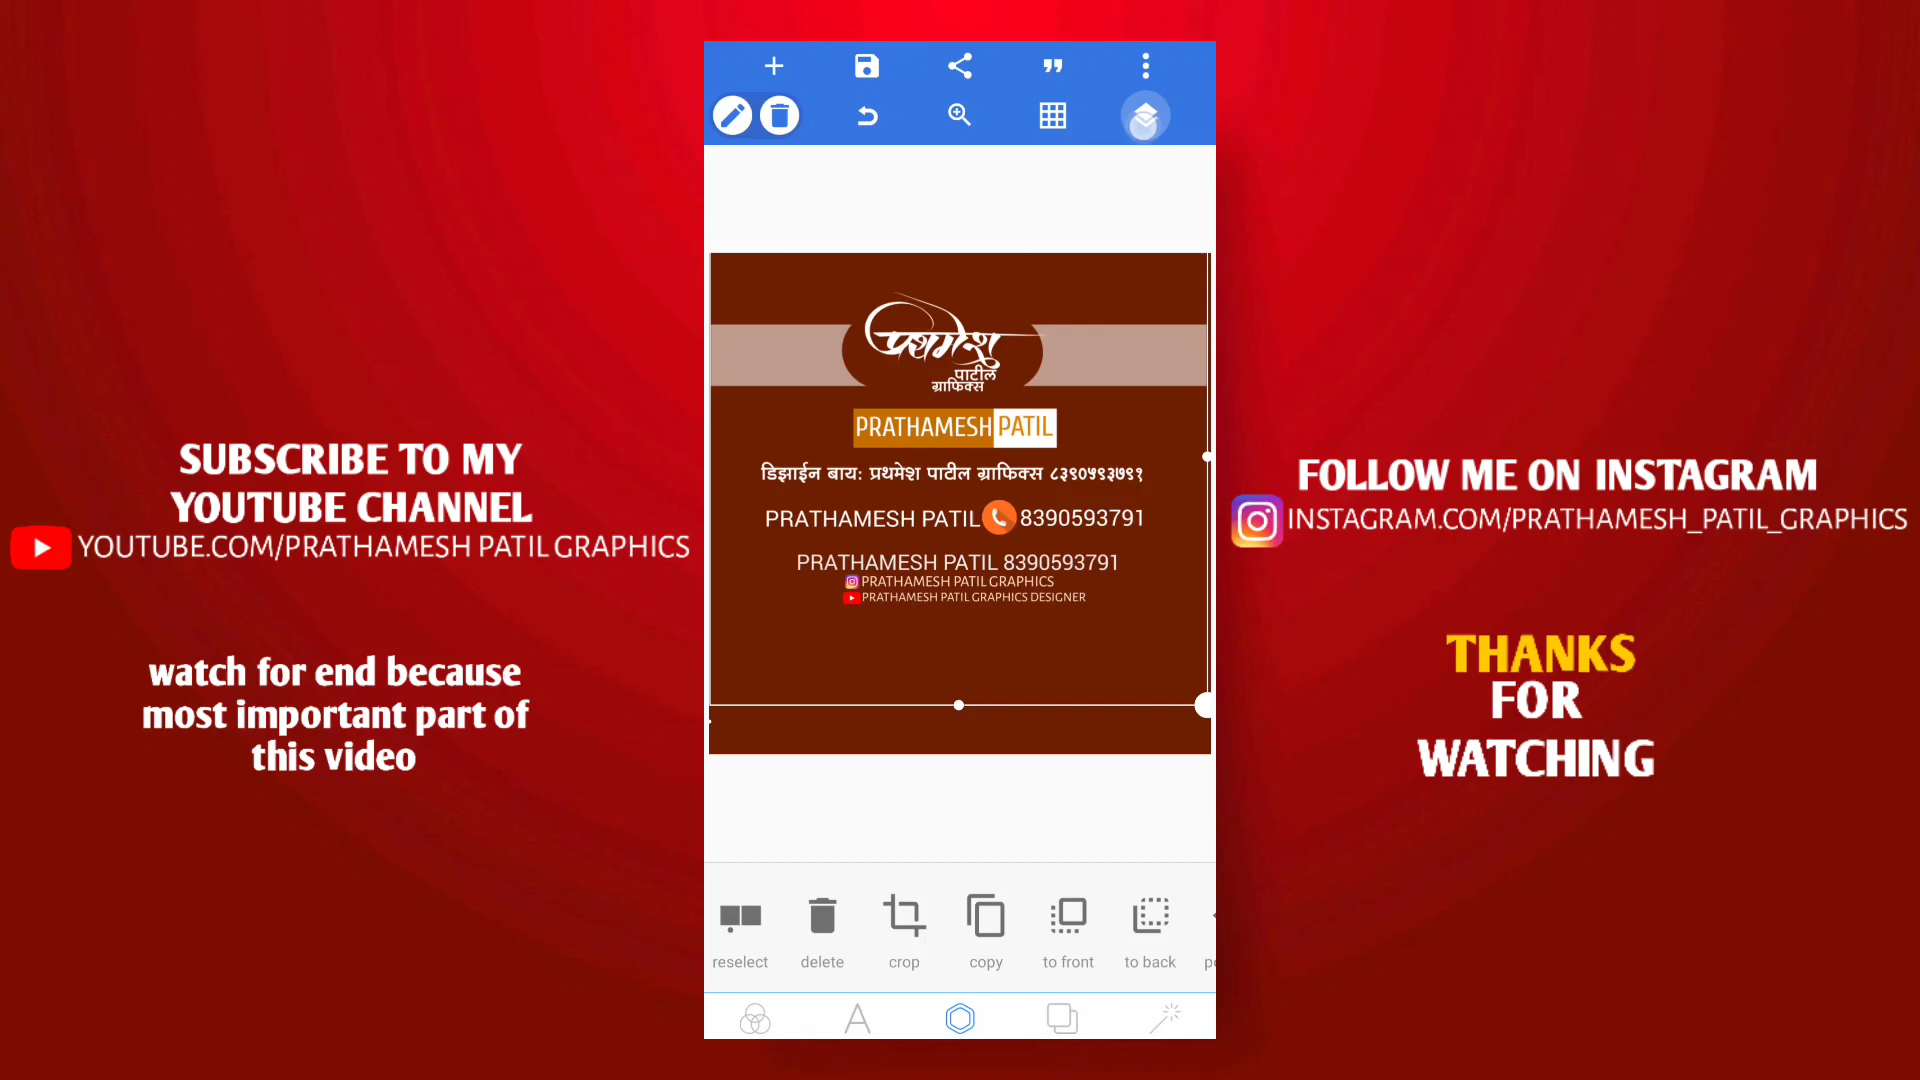 SUBSCRIBE TO MY
YOUTUBE CHANNEL
YOUTUBE.COM/PRATHAMESH PATIL GRAPHICS
watch for end because
most important part of
this video
प्रथमेश
पाटील
ग्राफिक्स
PRATHAMESH PATIL
डिझाईन बाय: प्रथमेश पाटील ग्राफिक्स ८३९०५९३७९१
PRATHAMESH PATIL 8390593791
PRATHAMESH PATIL 8390593791
PRATHAMESH PATIL GRAPHICS
PRATHAMESH PATIL GRAPHICS DESIGNER
reselect delete crop copy to front to back
FOLLOW ME ON INSTAGRAM
INSTAGRAM.COM/PRATHAMESH_PATIL_GRAPHICS
THANKS
FOR
WATCHING